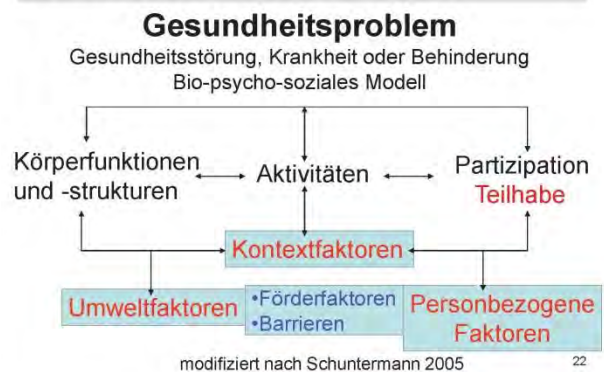 Gesundheitsproblem
Gesundheitsstörung, Krankheit oder Behinderung
Bio-psycho-soziales Modell
Körperfunktionen
und -strukturen
Aktivitäten
Partizipation
Teilhabe
Kontextfaktoren
Umweltfaktoren
•Förderfaktoren
•Barrieren
Personbezogene
Faktoren
modifiziert nach Schuntermann 2005
22